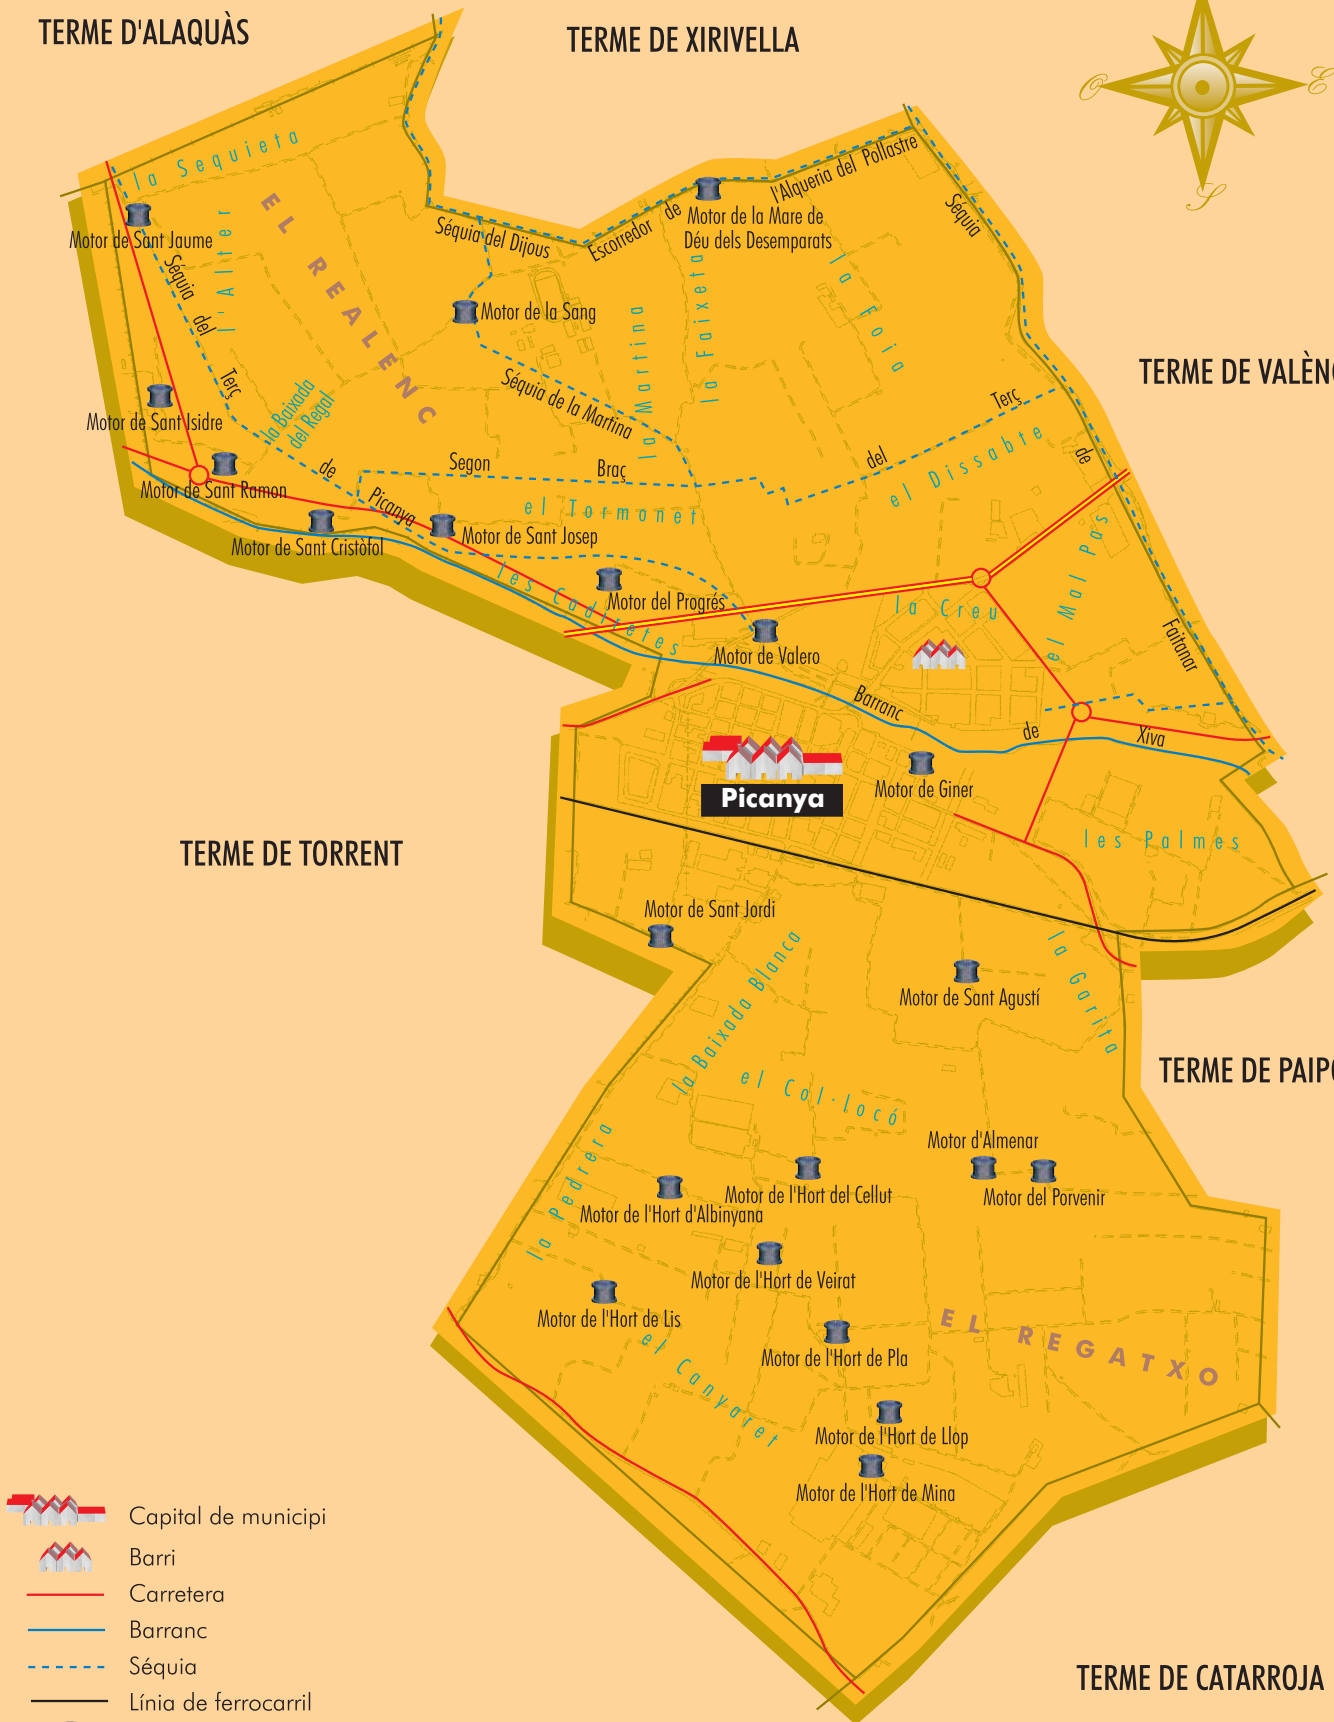 TERME D'ALAQUÀS
TERME DE XIRIVELLA
O
E
S
la Sequieta
EL REALENC
l'Alter
Motor de Sant Jaume
Séquia del Terç de Picanya
Séquia del Dijous
Escorredor de l'Alqueria del Pollastre
Motor de la Mare de
Déu dels Desemparats
Séquia de Faitanar
Motor de la Sang
Séquia de la Martina
la Martina
la Faixeta
la Foia
TERME DE VALÈNC
Motor de Sant Isidre
la Baixada
del Regal
Segon Braç del Terç
el Dissabte
Motor de Sant Ramon
el Tormonet
Motor de Sant Cristòfol
Motor de Sant Josep
les Cadiretes
Motor del Progrés
la Creu
el Mal Pas
Motor de Valero
Barranc de Xiva
Picanya
Motor de Giner
les Palmes
TERME DE TORRENT
Motor de Sant Jordi
la Baixada Blanca
la Garita
Motor de Sant Agustí
TERME DE PAIPO
el Col·locó
la Pedrera
Motor d'Almenar
Motor del Porvenir
Motor de l'Hort del Cellut
Motor de l'Hort d'Albinyana
Motor de l'Hort de Veirat
Motor de l'Hort de Lis
el Canyaret
EL REGATXO
Motor de l'Hort de Pla
Motor de l'Hort de Llop
Motor de l'Hort de Mina
Capital de municipi
Barri
Carretera
Barranc
Séquia
Línia de ferrocarril
TERME DE CATARROJA